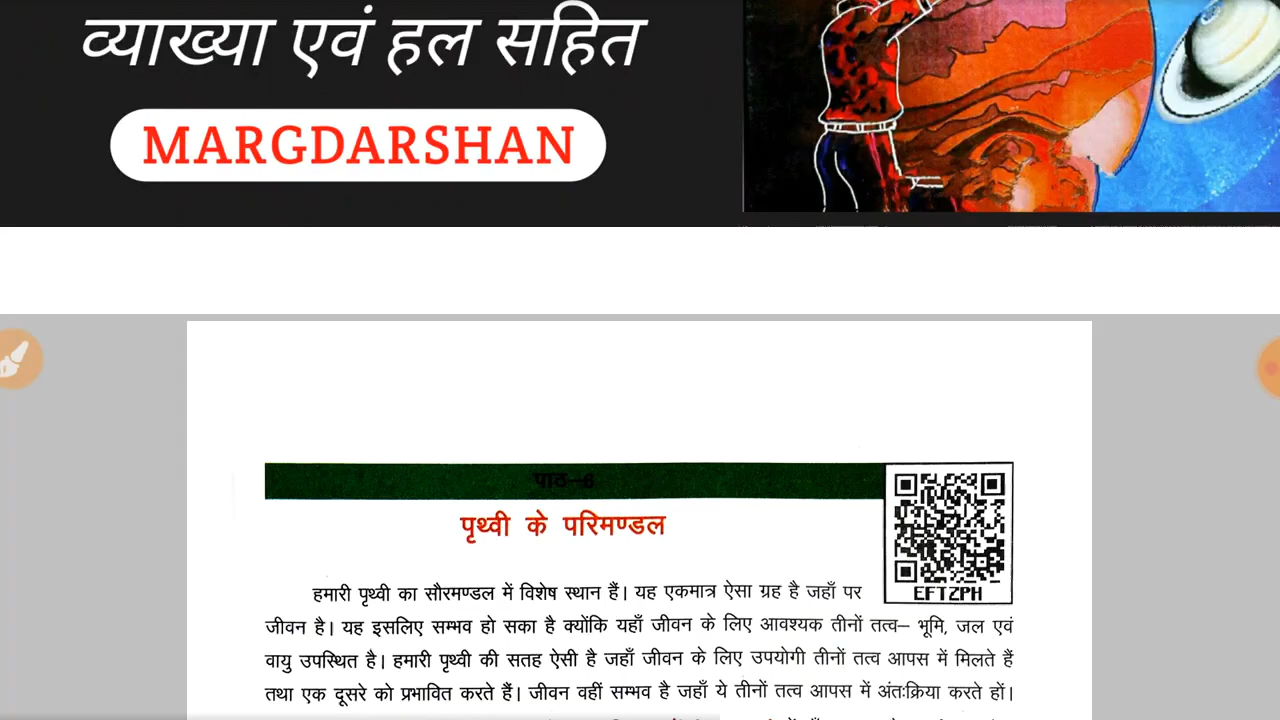 व्याख्या एवं हल सहित
MARGDARSHAN
पाठ–6
पृथ्वी के परिमण्डल
EFTZPH
हमारी पृथ्वी का सौरमण्डल में विशेष स्थान हैं। यह एकमात्र ऐसा ग्रह है जहाँ पर
जीवन है। यह इसलिए सम्भव हो सका है क्योंकि यहाँ जीवन के लिए आवश्यक तीनों तत्व– भूमि, जल एवं
वायु उपस्थित है। हमारी पृथ्वी की सतह ऐसी है जहाँ जीवन के लिए उपयोगी तीनों तत्व आपस में मिलते हैं
तथा एक दूसरे को प्रभावित करते हैं। जीवन वहीं सम्भव है जहाँ ये तीनों तत्व आपस में अंतःक्रिया करते हों।